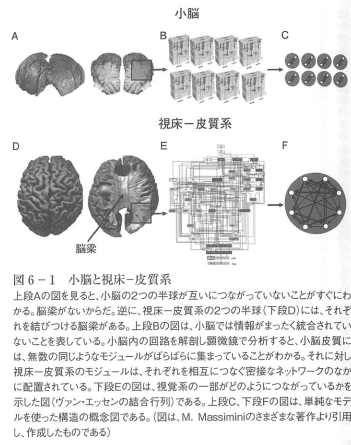 小脳
A
B
C
視床－皮質系
D
E
F
脳梁
図6－1　小脳と視床－皮質系
上段Aの図を見ると、小脳の2つの半球が互いにつながっていないことがすぐにわ
かる。脳梁がないからだ。逆に、視床－皮質系の2つの半球(下段D)には、それぞ
れを結びつける脳梁がある。上段Bの図は、小脳では情報がまったく統合されてい
ないことを表している。小脳内の回路を解剖し顕微鏡で分析すると、小脳皮質に
は、無数の同じようなモジュールがばらばらに集まっていることがわかる。それに対し
視床－皮質系のモジュールは、それぞれを相互につなぐ密接なネットワークのなか
に配置されている。下段Eの図は、視覚系の一部がどのようにつながっているかを
示した図(ヴァン・エッセンの結合行列)である。上段C、下段Fの図は、単純なモデ
ルを使った構造の概念図である。(図は、M. Massiminiのさまざまな著作より引用
し、作成したものである)